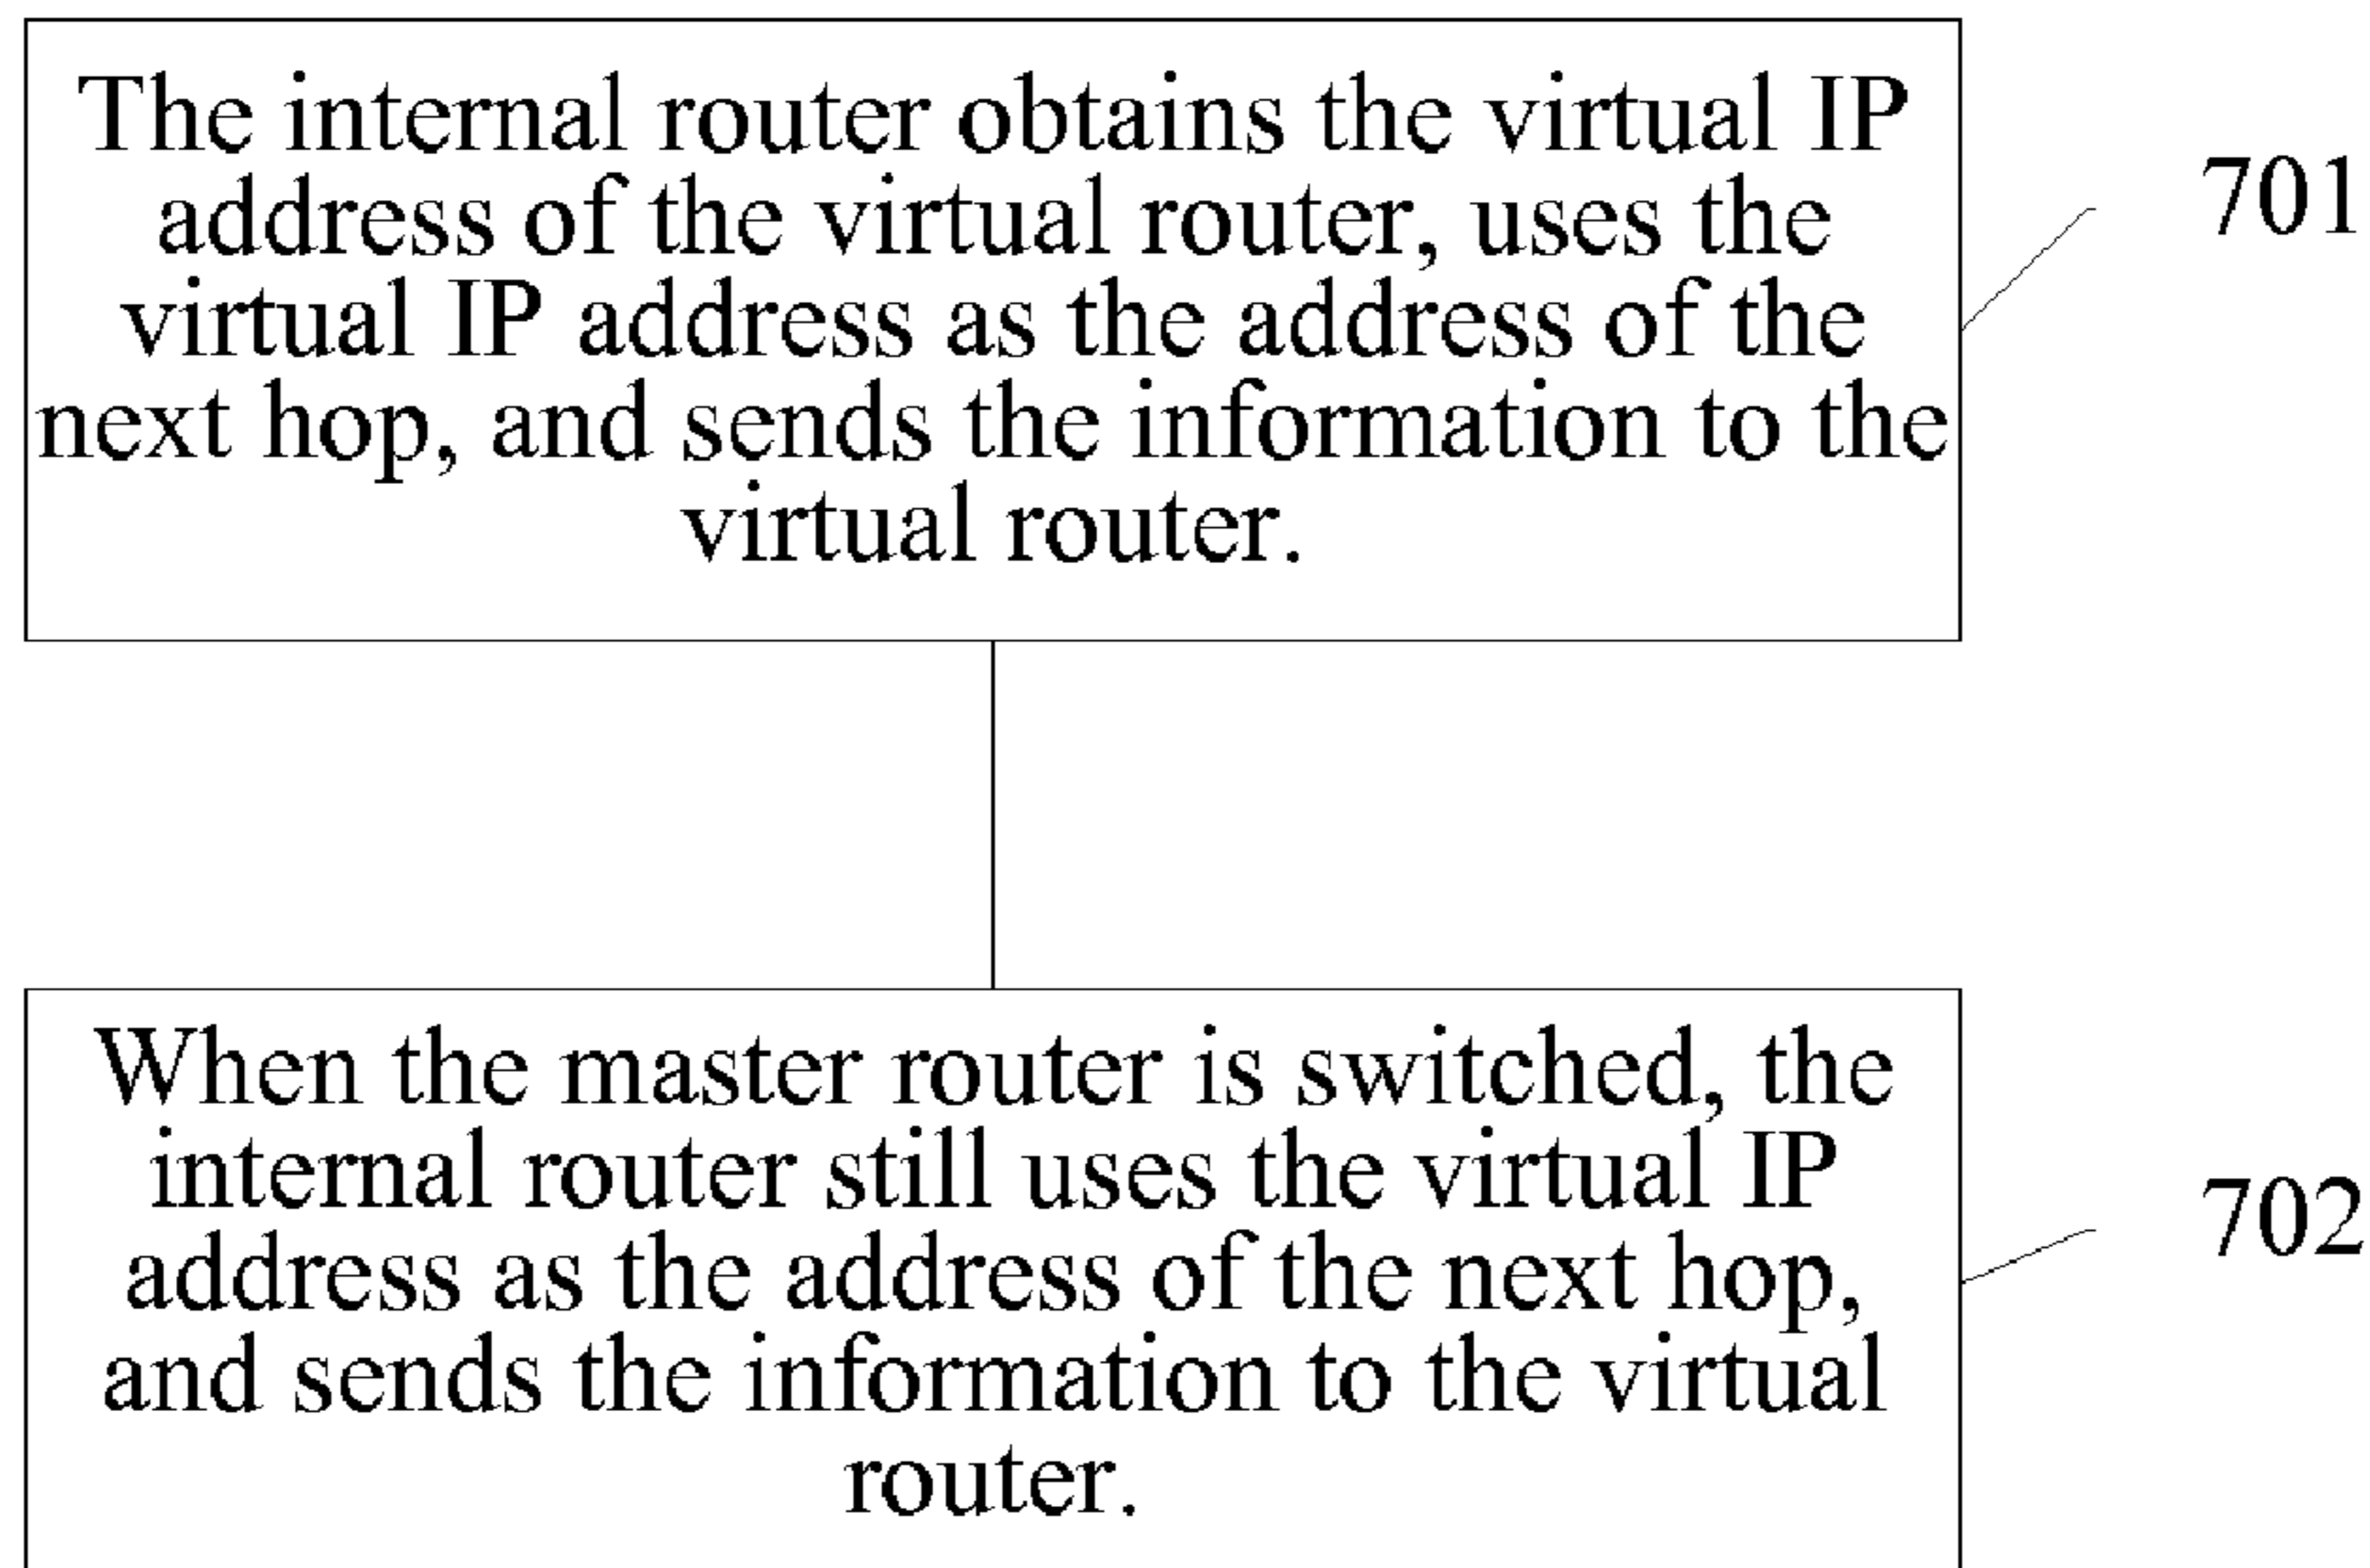 The internal router obtains the virtual IP
address of the virtual router, uses the
virtual IP address as the address of the
next hop, and sends the information to the
virtual router.
701
When the master router is switched, the
internal router still uses the virtual IP
address as the address of the next hop,
and sends the information to the virtual
router.
702